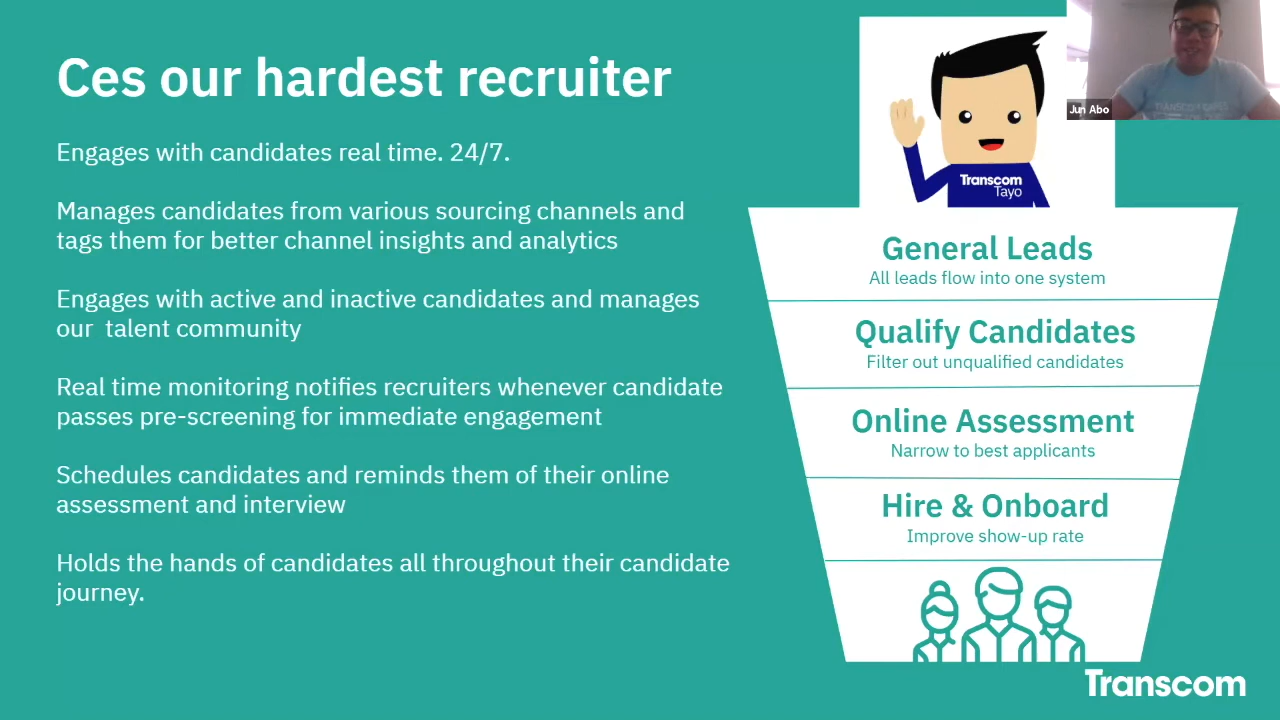 Ces our hardest recruiter
Engages with candidates real time. 24/7.
Manages candidates from various sourcing channels and
tags them for better channel insights and analytics
Engages with active and inactive candidates and manages
our  talent community
Real time monitoring notifies recruiters whenever candidate
passes pre-screening for immediate engagement
Schedules candidates and reminds them of their online
assessment and interview
Holds the hands of candidates all throughout their candidate
journey.
Transcom
Tayo
Jun Abo
General Leads
All leads flow into one system
Qualify Candidates
Filter out unqualified candidates
Online Assessment
Narrow to best applicants
Hire & Onboard
Improve show-up rate
Transcom